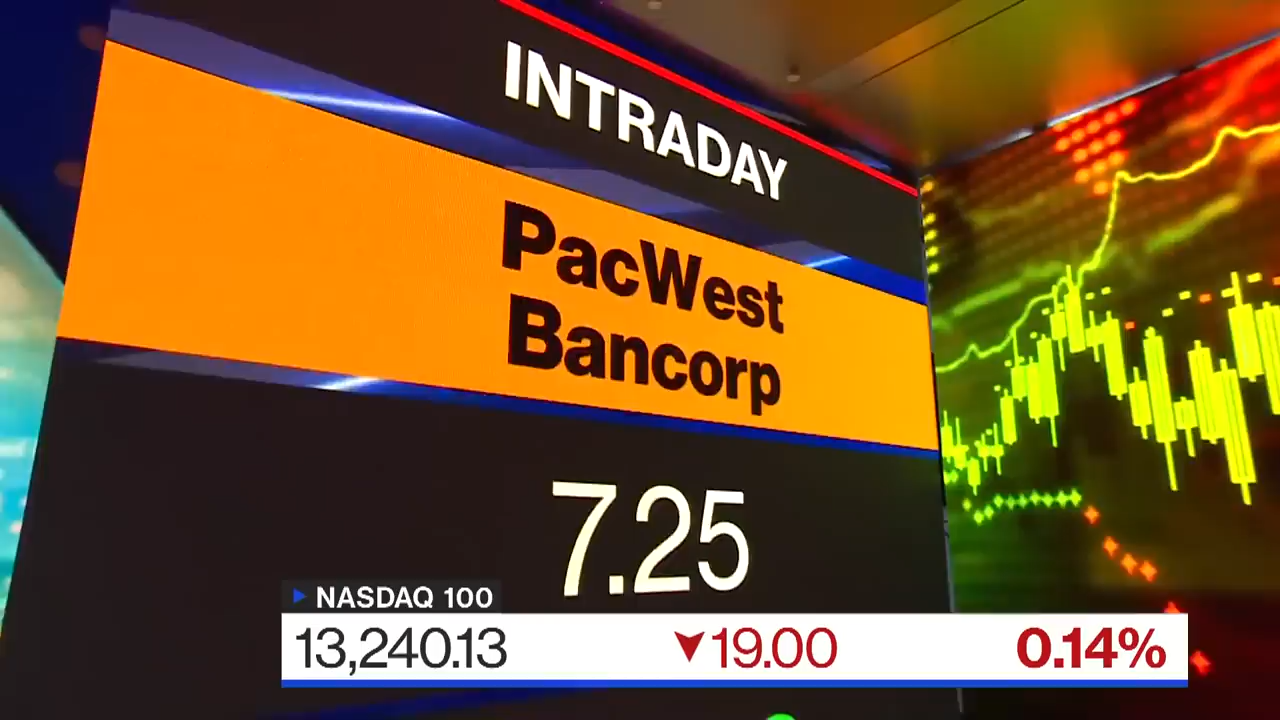 INTRADAY
PacWest
Bancorp
7.25
NASDAQ 100
13,240.13 19.00 0.14%